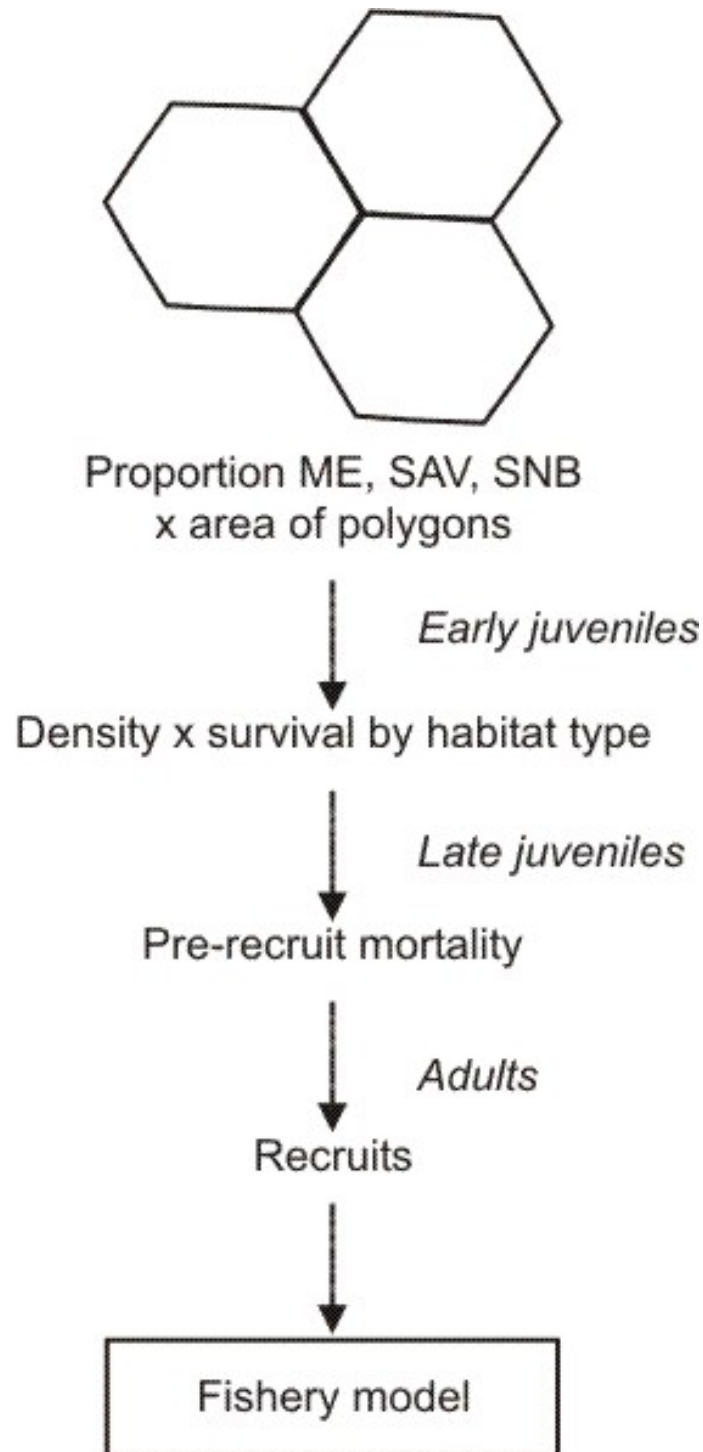 Proportion ME, SAV, SNB
x area of polygons
Early juveniles
Density x survival by habitat type
Late juveniles
Pre-recruit mortality
Adults
Recruits
Fishery model